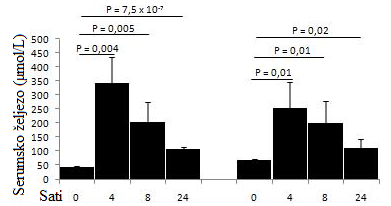 P = 7,5 x 10-⁷
P = 0,005
P = 0,004
P = 0,02
P = 0,01
P = 0,01
Serumsko željezo (µmol/L)
500
450
400
350
300
250
200
150
100
50
0
Sati 0 4 8 24 0 4 8 24